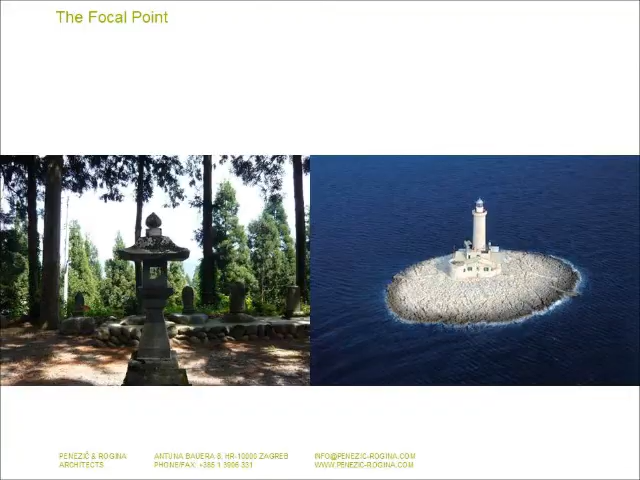 The Focal Point
PENEZIĆ & ROGINA
ARCHITECTS
ANTUNA BAUERA 8, HR-10000 ZAGREB
PHONE/FAX: +385 1 3906 331
INFO@PENEZIC-ROGINA.COM
WWW.PENEZIC-ROGINA.COM